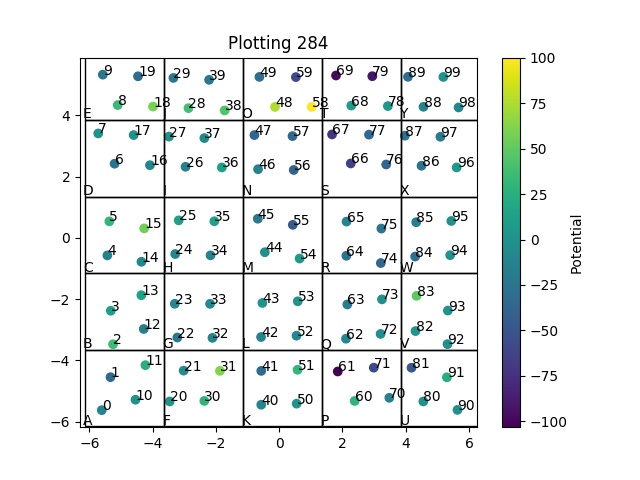 Plotting 284
9 19 29 39 49 59 69 79 89 99 100
8 18 28 38 48 58 68 78 88 98 75
4 E O T Y
7 17 27 37 47 57 67 77 87 97 50
6 16 26 36 46 56 66 76 86 96
2 D I N S X 25
5 15 25 35 45 55 65 75 85 95
0 4 14 24 34 44 54 64 74 84 94 0
C H M R W Potential
−2 3 13 23 33 43 53 63 73 83 93 −25
2 12 22 32 42 52 62 72 82 92
B G L Q V −50
−4 1 11 21 31 41 51 61 71 81 91 −75
0 10 20 30 40 50 60 70 80 90
−6 A F K P U −100
−6 −4 −2 0 2 4 6